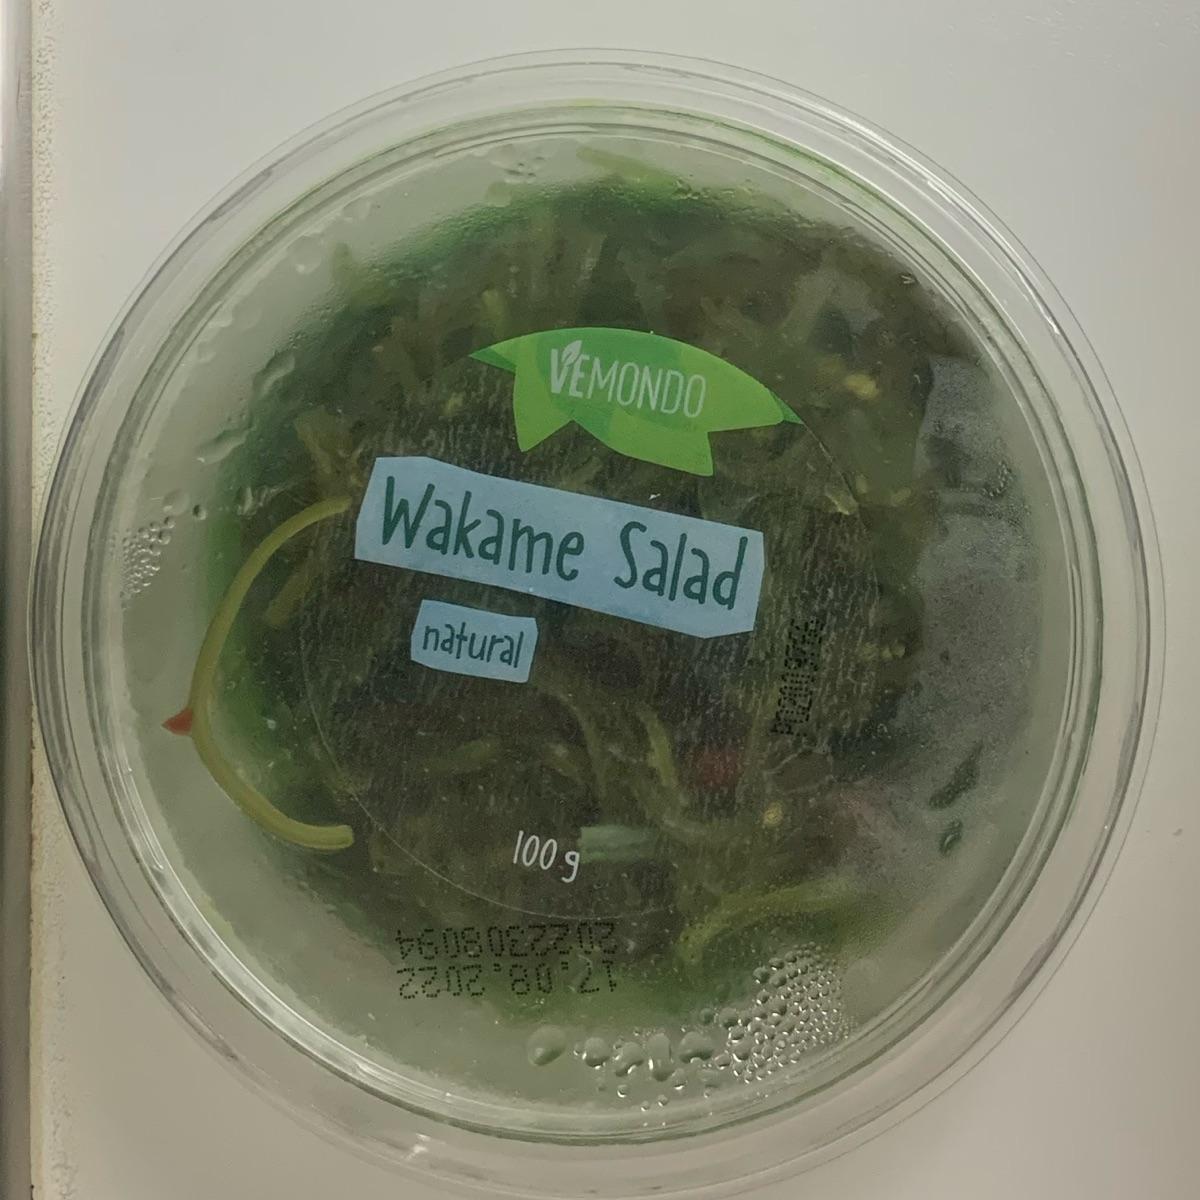 VEMONDO
Wakame Salad
natural
100 g
17.08.2022
2022308094